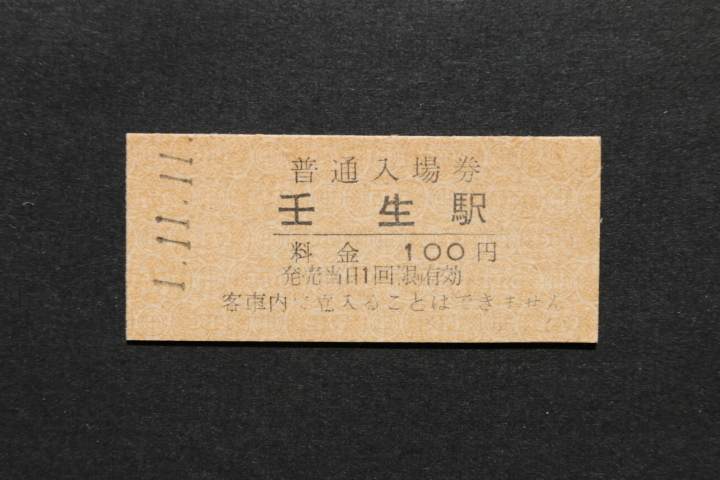 普通入場券
壬生駅
料金 100円
発売当日1回限り有効
客車内に立入ることはできません
1.11.11.